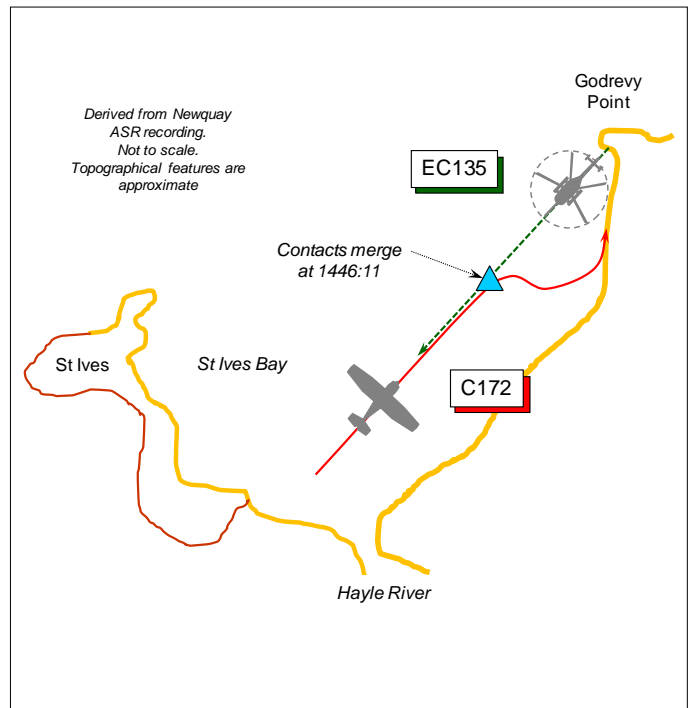 Godrevy
Point
Derived from Newquay
ASR recording.
Not to scale.
Topographical features are
approximate
EC135
Contacts merge
at 1446:11
St Ives
St Ives Bay
C172
Hayle River